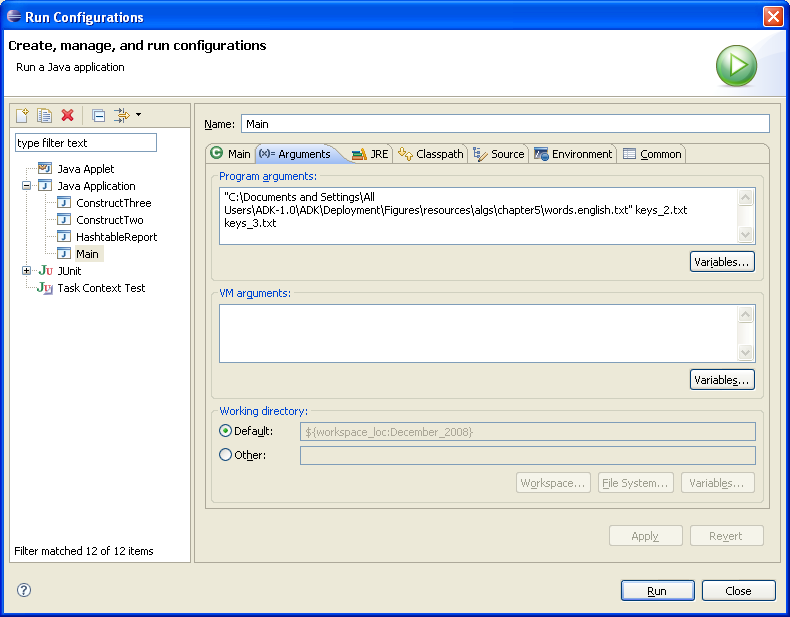 Run Configurations
Create, manage, and run configurations
Run a Java application
type filter text
Java Applet
Java Application
ConstructThree
ConstructTwo
HashtableReport
Main
JUnit
Task Context Test
Filter matched 12 of 12 items
Name: Main
Main (x)= Arguments JRE Classpath Source Environment Common
Program arguments:
"C:\Documents and Settings\All
Users\ADK-1.0\ADK\Deployment\Figures\resources\algs\chapter5\words.english.txt" keys_2.txt
keys_3.txt
Variables...
VM arguments:
Variables...
Working directory:
Default: ${workspace_loc:December_2008}
Other:
Workspace... File System... Variables...
Apply Revert
Run Close